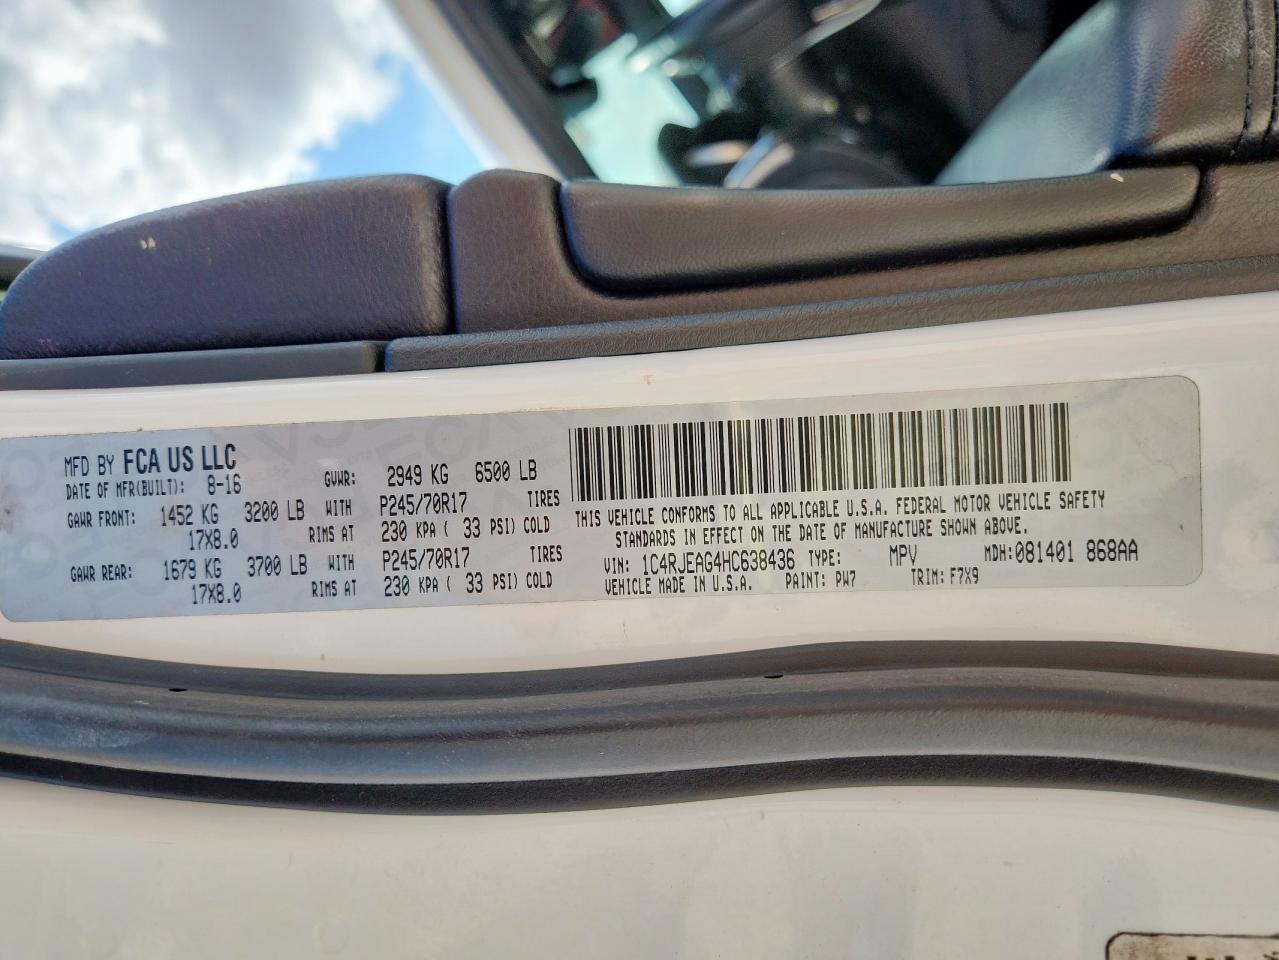 MFD BY FCA US LLC
DATE OF MFR(BUILT): 8-16 GVWR: 2949 KG 6500 LB
GAWR FRONT: 1452 KG 3200 LB WITH P245/70R17 TIRES
17X8.0 RIMS AT 230 KPA ( 33 PSI) COLD
GAWR REAR: 1679 KG 3700 LB WITH P245/70R17 TIRES
17X8.0 RIMS AT 230 KPA ( 33 PSI) COLD
THIS VEHICLE CONFORMS TO ALL APPLICABLE U.S.A. FEDERAL MOTOR VEHICLE SAFETY
STANDARDS IN EFFECT ON THE DATE OF MANUFACTURE SHOWN ABOVE.
VIN: 1C4RJEAG4HC638436 TYPE: MPV MDH:081401 868AA
VEHICLE MADE IN U.S.A. PAINT: PW7 TRIM: F7X9